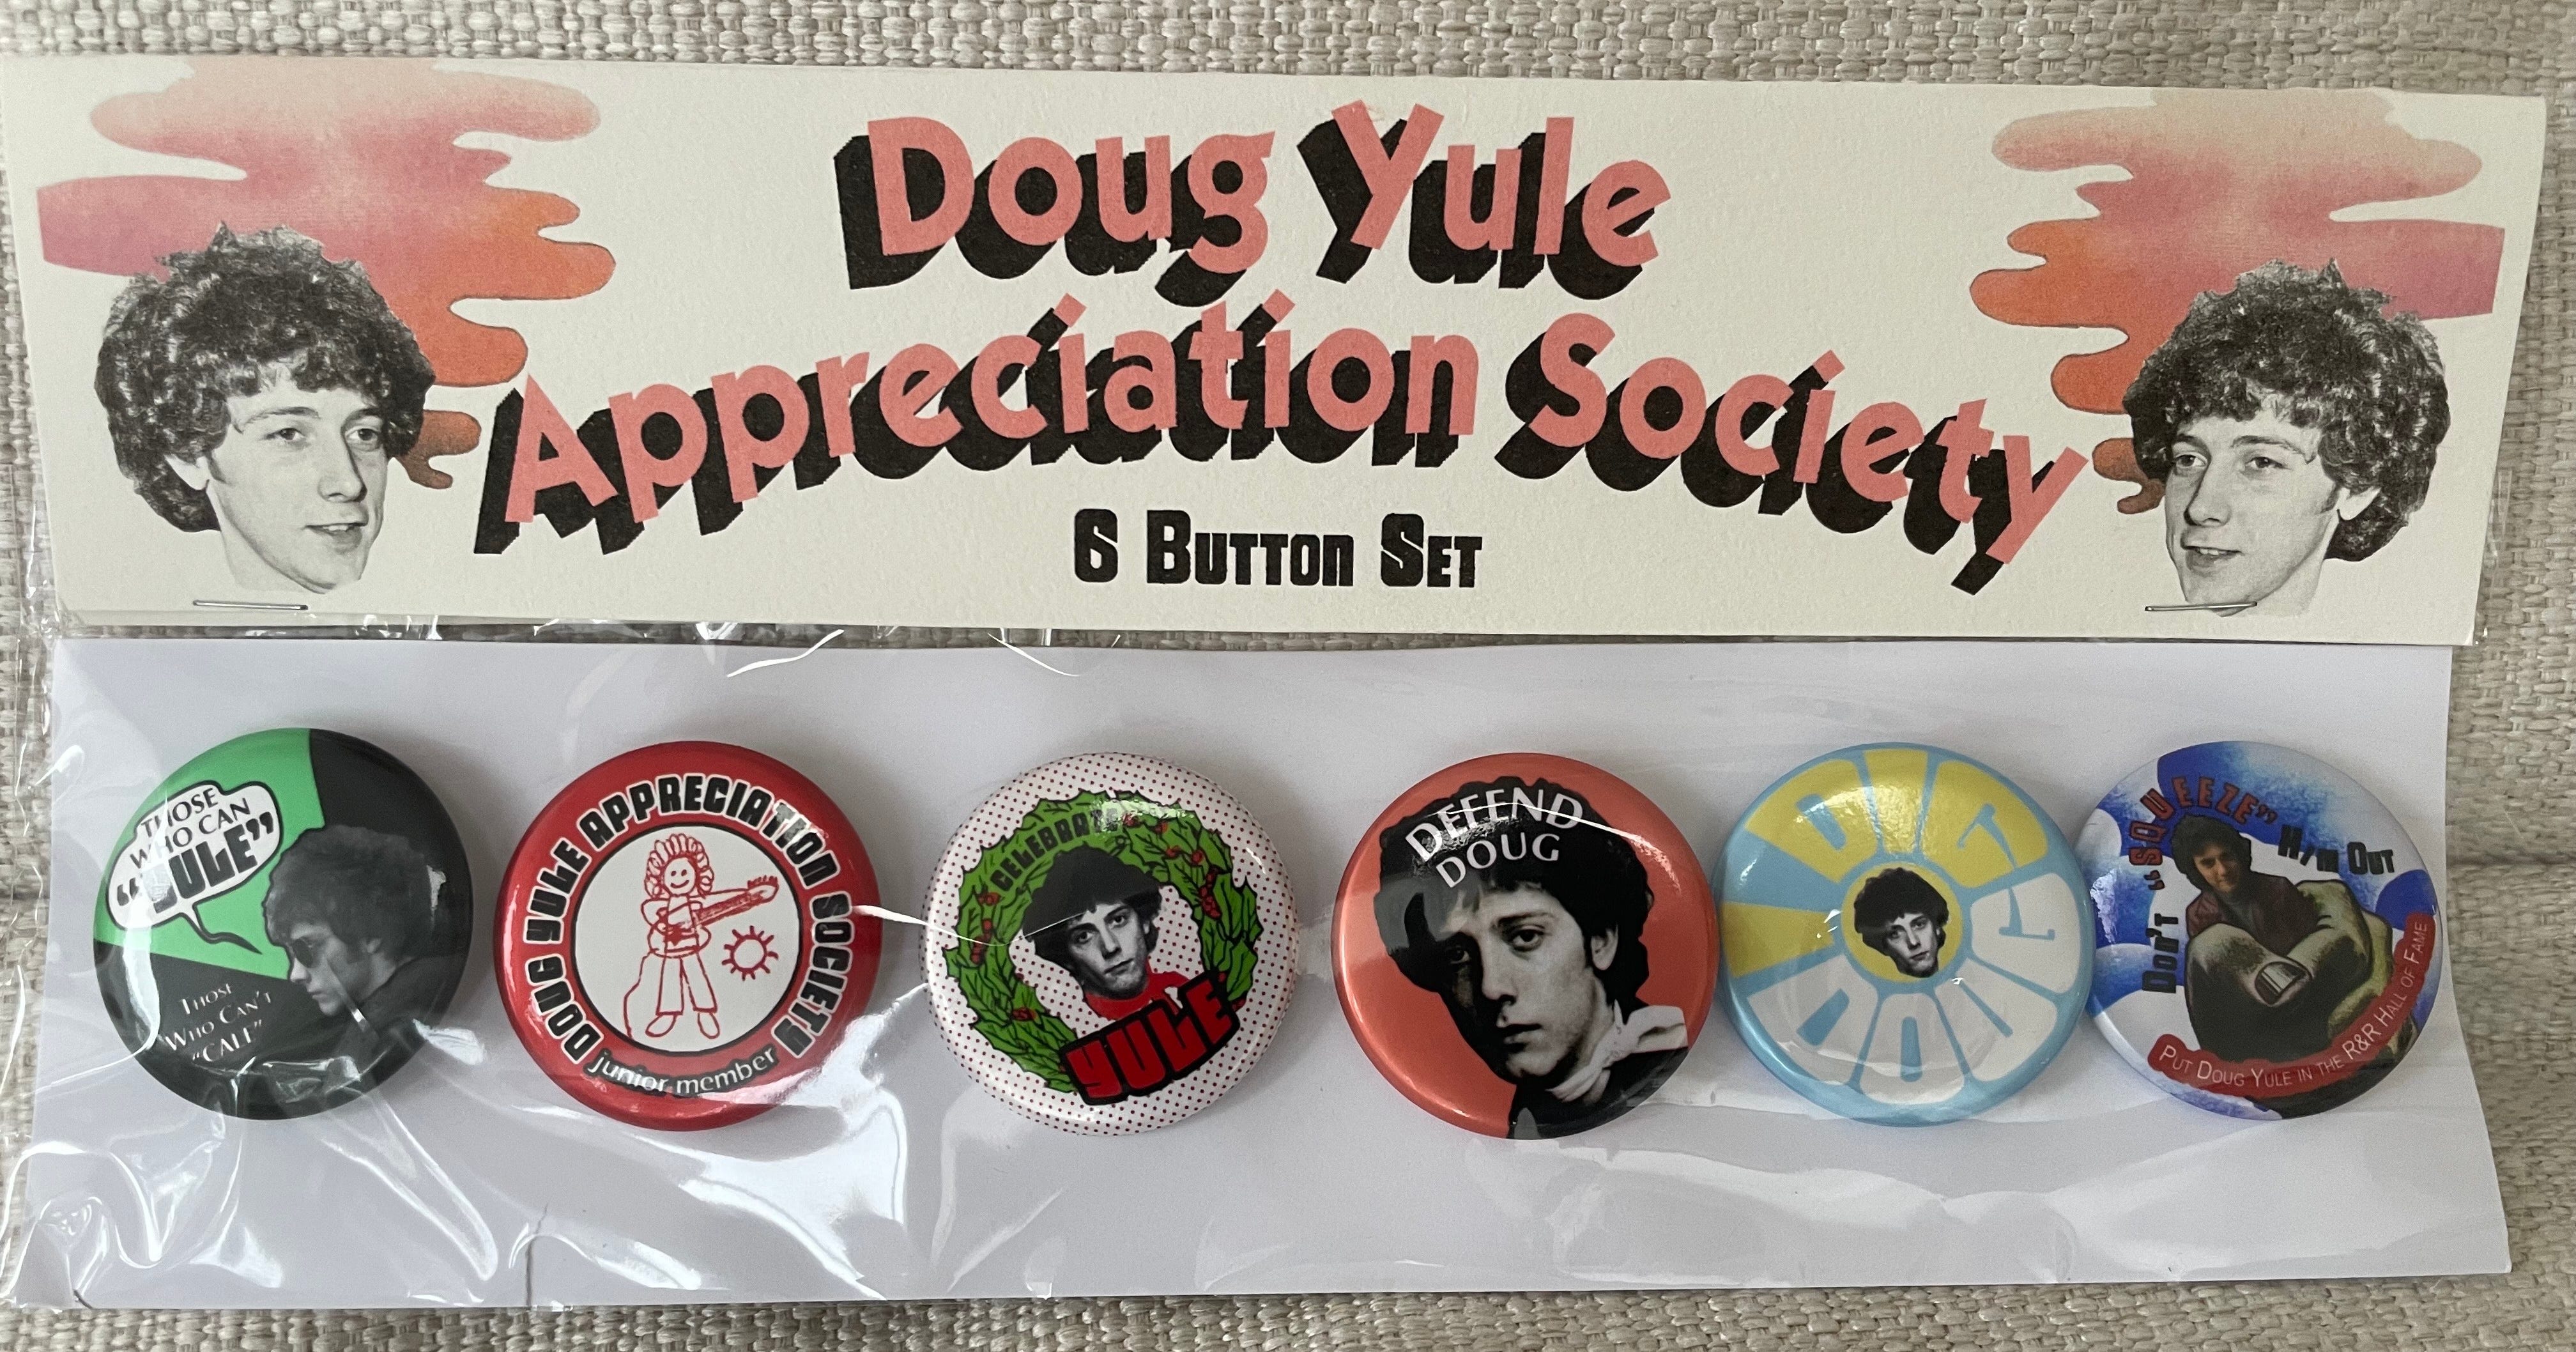 Doug Yule
Appreciation Society
6 Button Set
THOSE
WHO CAN
"YULE"
THOSE
WHO CAN'T
"CALE"
DOUG YULE APPRECIATION SOCIETY
junior member
CELEBRATE
YULE
DEFEND
DOUG
DIG
DOUG
DON'T "SQUEEZE" HIM OUT
PUT DOUG YULE IN THE R&R HALL OF FAME